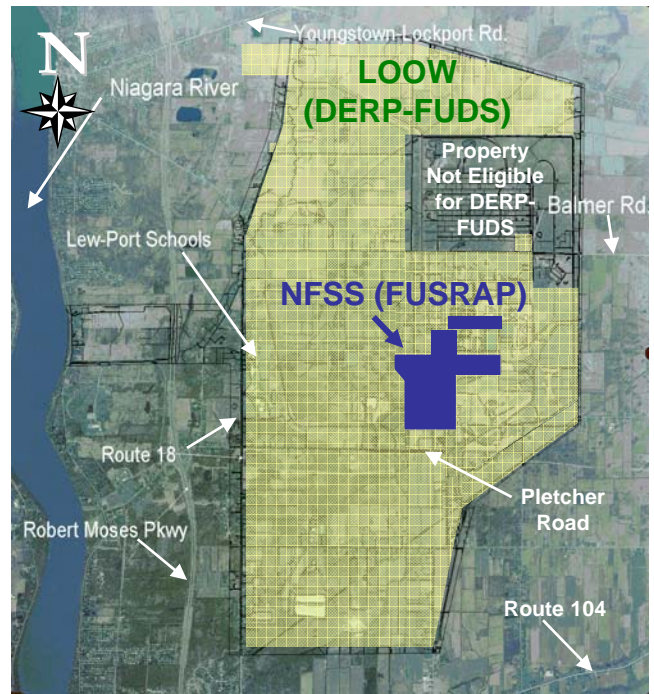 N
Youngstown-Lockport Rd.
Niagara River
LOOW
(DERP-FUDS)
Property
Not Eligible
for DERP-
FUDS
Balmer Rd.
Lew-Port Schools
NFSS (FUSRAP)
Route 18
Pletcher
Road
Robert Moses Pkwy
Route 104